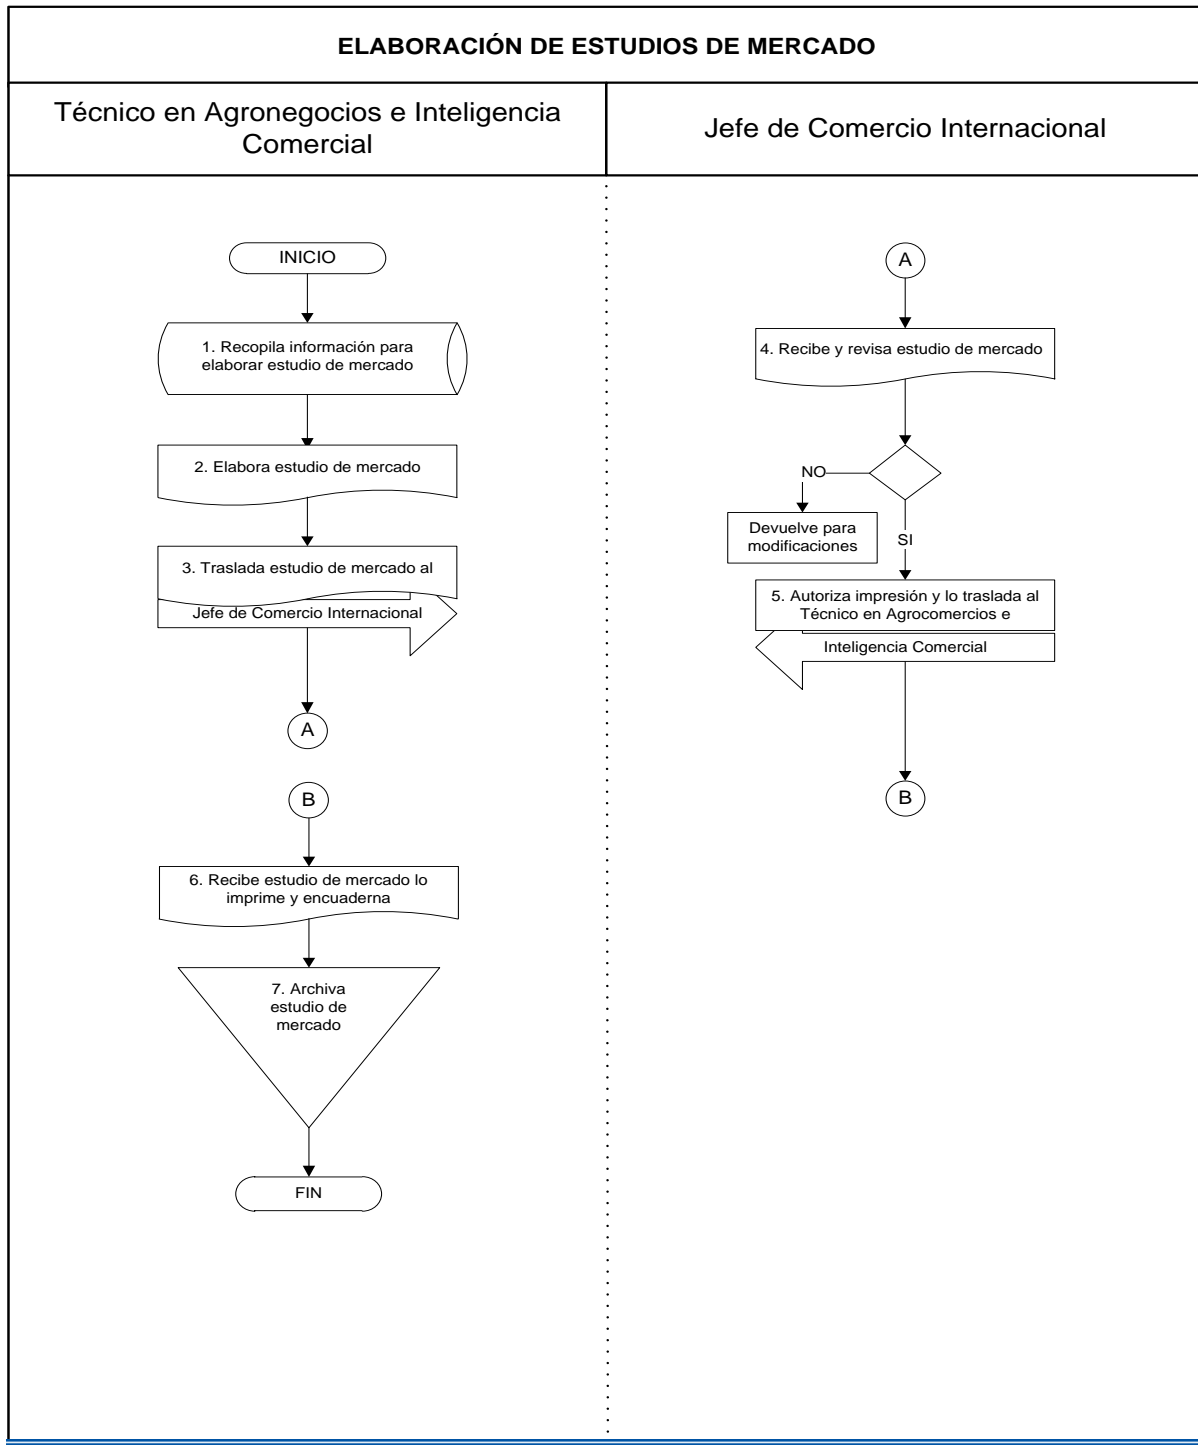 ELABORACIÓN DE ESTUDIOS DE MERCADO
Técnico en Agronegocios e Inteligencia
Comercial
Jefe de Comercio Internacional
INICIO
1. Recopila información para
elaborar estudio de mercado
2. Elabora estudio de mercado
3. Traslada estudio de mercado al
Jefe de Comercio Internacional
A
B
6. Recibe estudio de mercado lo
imprime y encuaderna
7. Archiva
estudio de
mercado
FIN
A
4. Recibe y revisa estudio de mercado
NO
Devuelve para
modificaciones
SI
5. Autoriza impresión y lo traslada al
Técnico en Agrocomercios e
Inteligencia Comercial
B